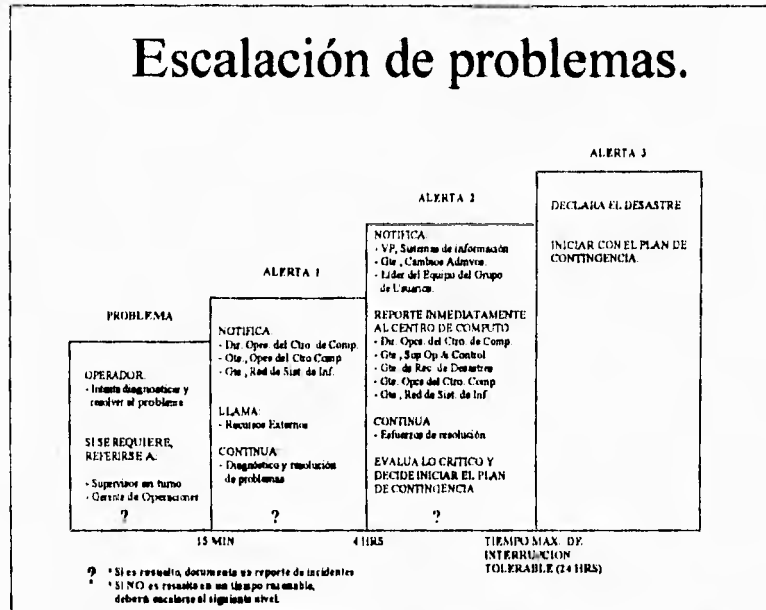 Escalación de problemas.
PROBLEMA
OPERADOR:
- Intenta diagnosticar y
resolver el problema
SI SE REQUIERE,
REFERIRSE A:
- Supervisor en turno
- Gerente de Operaciones
?
15 MIN
ALERTA 1
NOTIFICA:
- Dir. Opes. del Ctro. de Comp.
- Gte., Opes del Ctro Comp
- Gte., Red de Sist. de Inf.
LLAMA:
- Recursos Externos
CONTINUA:
- Diagnóstico y resolución
de problemas
?
4 HRS
ALERTA 2
NOTIFICA:
- VP, Sistemas de información
- Gte., Cambios Admvos.
- Líder del Equipo del Grupo
de Usuarios.
REPORTE INMEDIATAMENTE
AL CENTRO DE COMPUTO
- Dir. Opes. del Ctro. de Comp.
- Gte., Sop Op & Control
- Gte de Rec. de Desastres
- Gte. Opes del Ctro. Comp
- Gte., Red de Sist. de Inf
CONTINUA
- Esfuerzos de resolución
EVALUA LO CRITICO Y
DECIDE INICIAR EL PLAN
DE CONTINGENCIA
?
TIEMPO MAX. DE
INTERRUPCION
TOLERABLE (24 HRS)
ALERTA 3
DECLARA EL DESASTRE
INICIAR CON EL PLAN DE
CONTINGENCIA.
? * Si es resuelto, documenta un reporte de incidentes
* SI NO es resuelto en un tiempo razonable,
deberá escalarse al siguiente nivel.